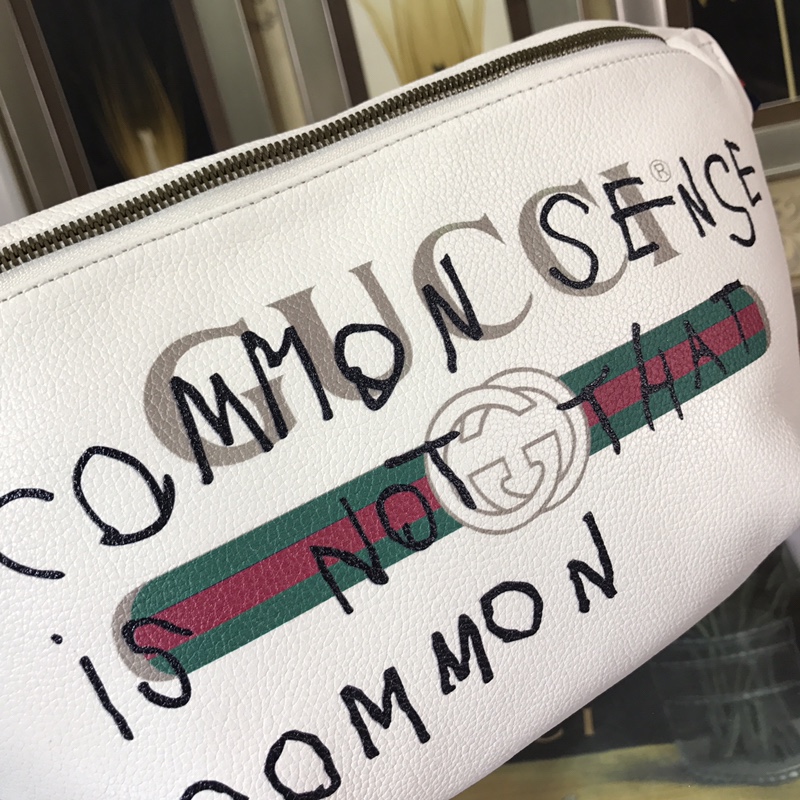 GUCCI®
COMMON SENSE
iS NOT THAT
COMMON